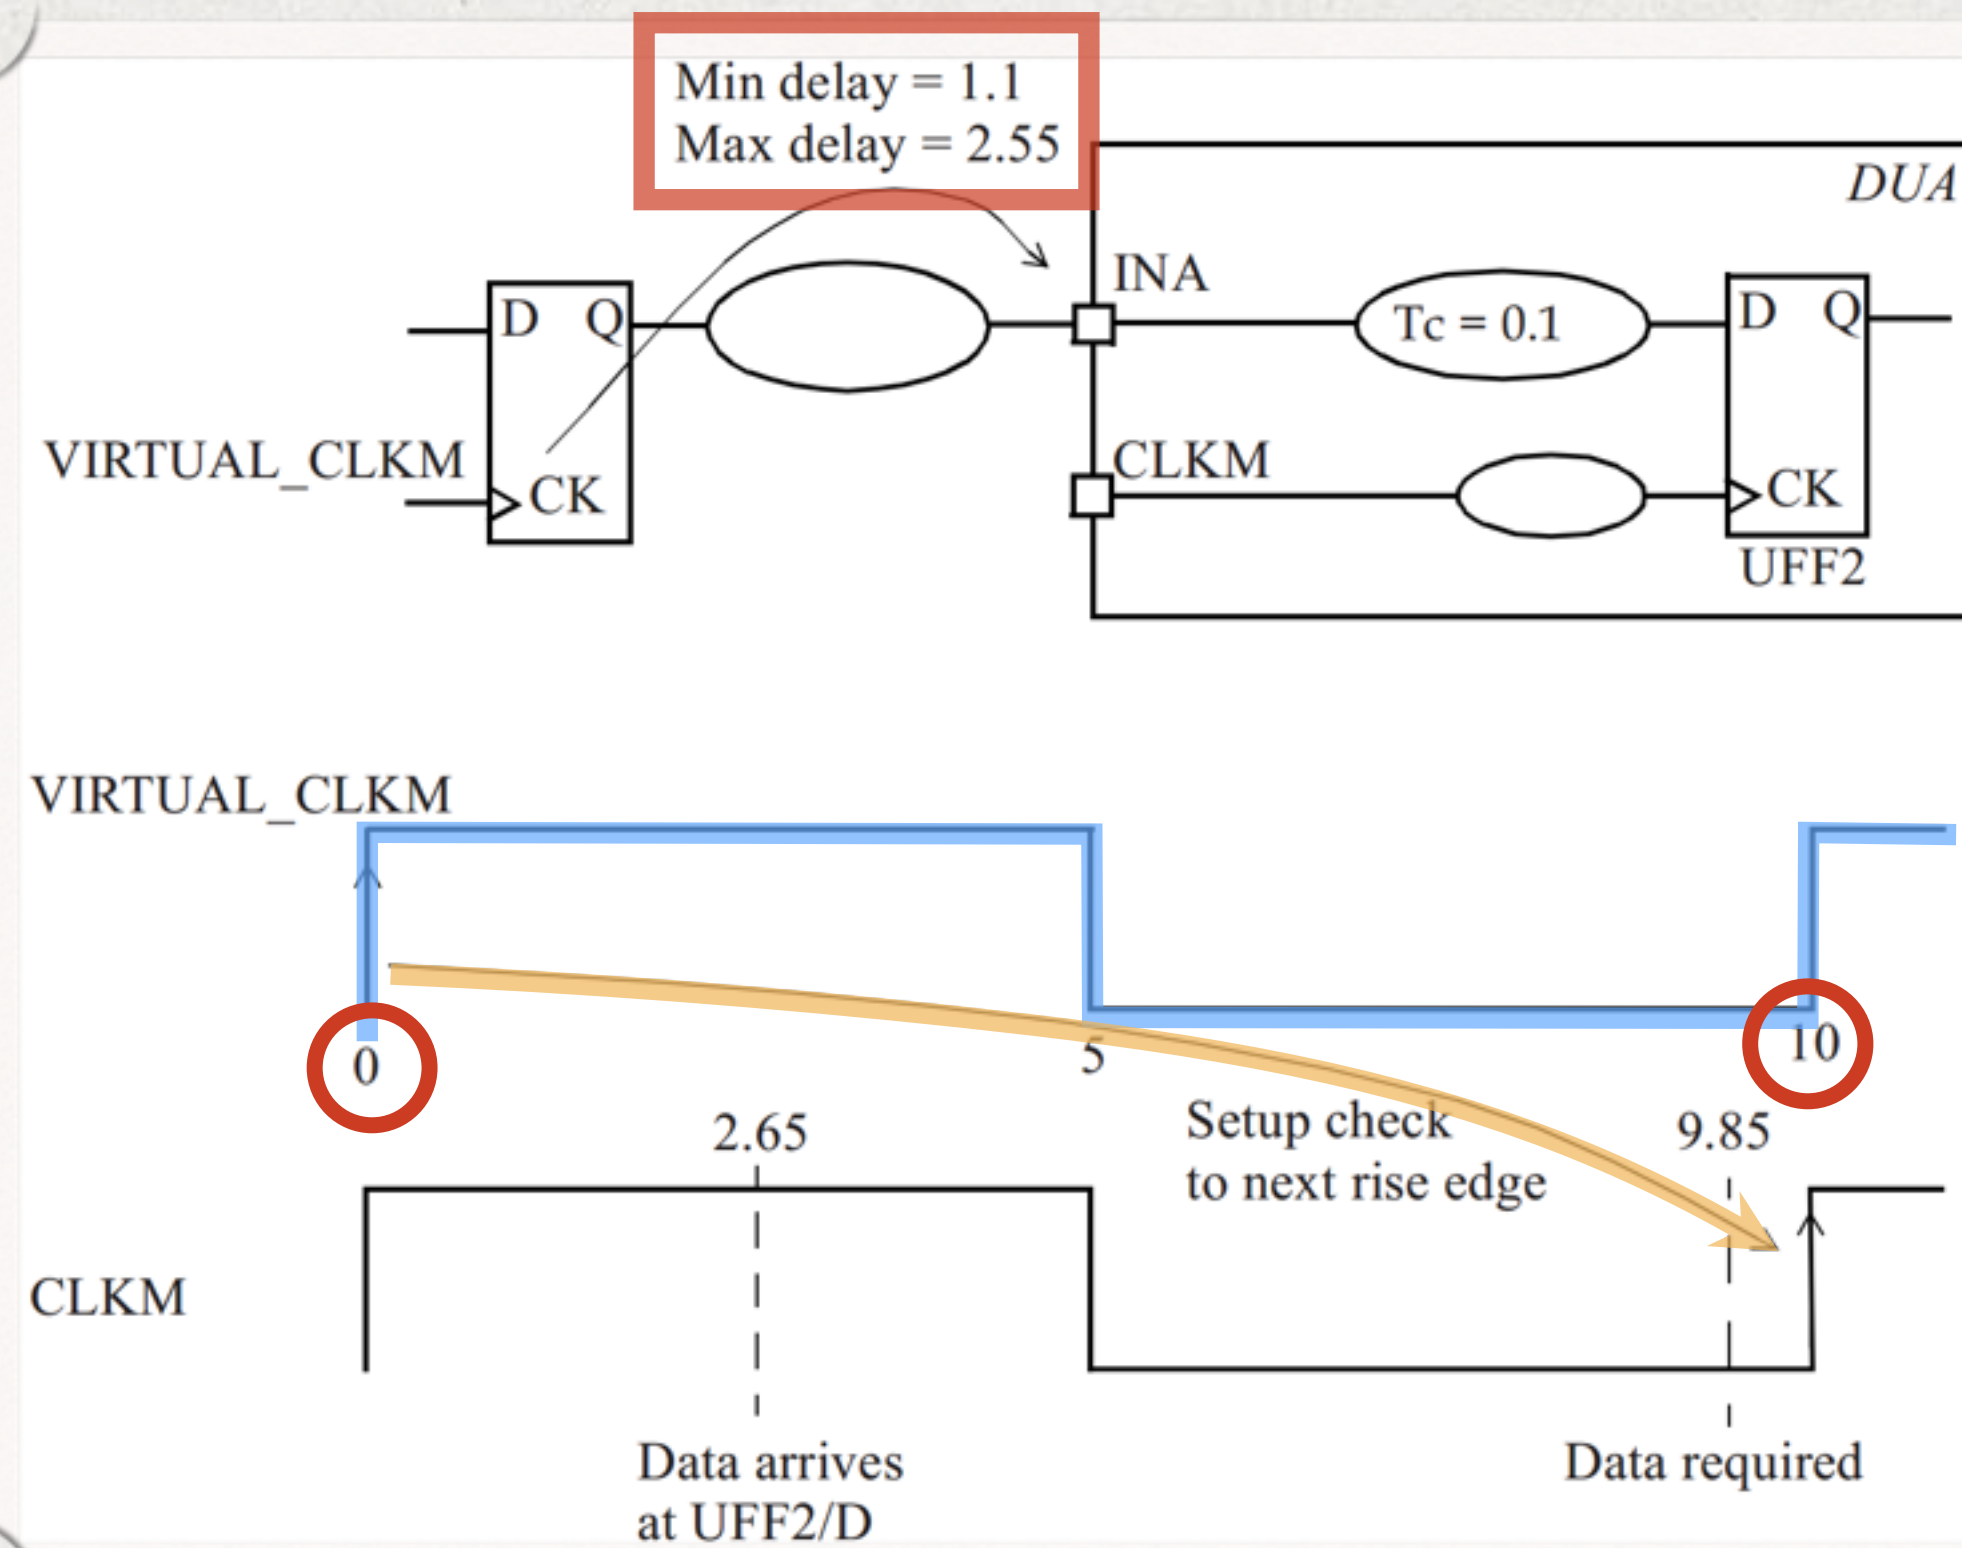 Min delay = 1.1
Max delay = 2.55
DUA
INA
D Q
Tc = 0.1
D Q
VIRTUAL_CLKM
CK
CLKM
CK
UFF2
VIRTUAL_CLKM
0
5
10
2.65
Setup check
to next rise edge
9.85
CLKM
Data arrives
at UFF2/D
Data required